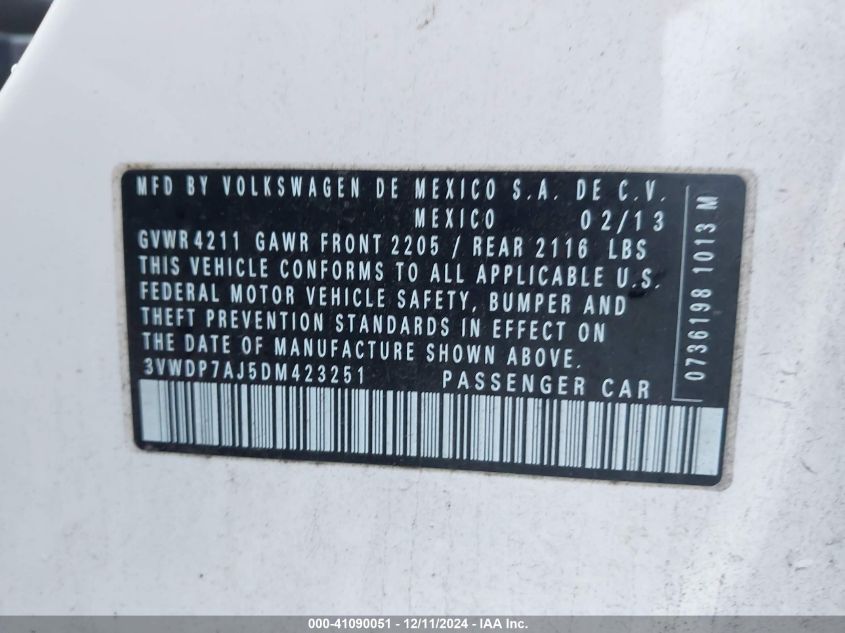 MFD BY VOLKSWAGEN DE MEXICO S.A. DE C.V.
MEXICO 02/13
GVWR 4211 GAWR FRONT 2205 / REAR 2116 LBS
THIS VEHICLE CONFORMS TO ALL APPLICABLE U.S.
FEDERAL MOTOR VEHICLE SAFETY, BUMPER AND
THEFT PREVENTION STANDARDS IN EFFECT ON
THE DATE OF MANUFACTURE SHOWN ABOVE.
3VWDP7AJ5DM423251 PASSENGER CAR
0736198 1013 M
000-41090051 - 12/11/2024 - IAA Inc.